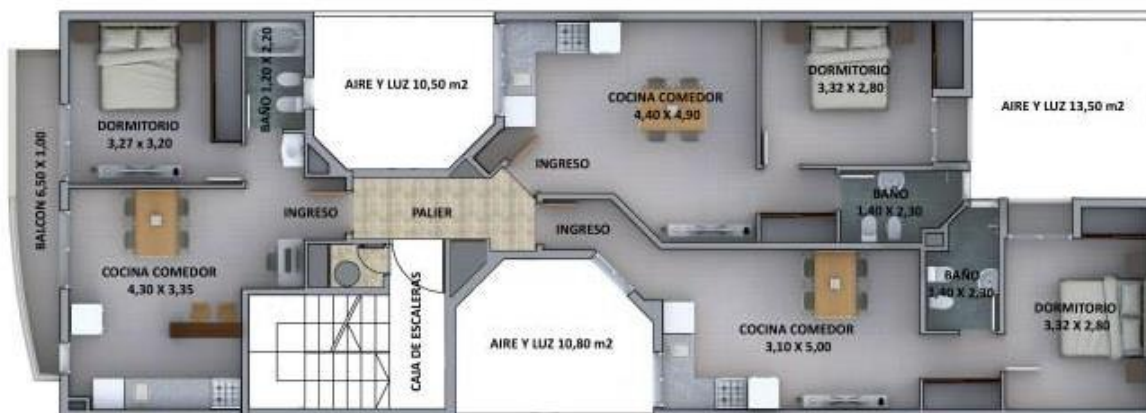 DORMITORIO
3,27 x 3,20
BAÑO 1,20 X 2,20
AIRE Y LUZ 10,50 m2
COCINA COMEDOR
4,40 X 4,90
DORMITORIO
3,32 X 2,80
AIRE Y LUZ 13,50 m2
BALCON 6,50 X 1,00
INGRESO
INGRESO
PALIER
INGRESO
BAÑO
1,40 X 2,30
COCINA COMEDOR
4,30 X 3,35
CAJA DE ESCALERAS
AIRE Y LUZ 10,80 m2
COCINA COMEDOR
3,10 X 5,00
BAÑO
1,40 X 2,30
DORMITORIO
3,32 X 2,80